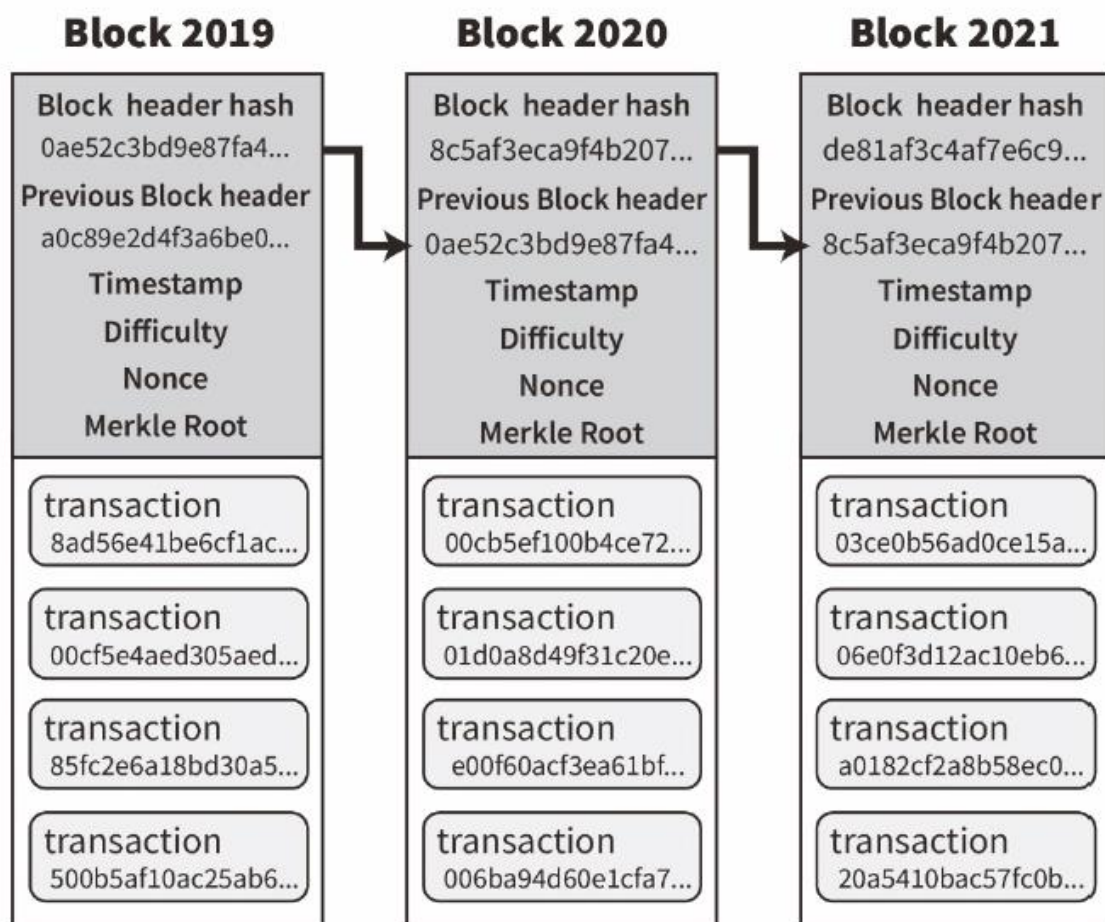 Block 2019
Block header hash
0ae52c3bd9e87fa4...
Previous Block header
a0c89e2d4f3a6be0...
Timestamp
Difficulty
Nonce
Merkle Root
transaction
8ad56e41be6cf1ac...
transaction
00cf5e4aed305aed...
transaction
85fc2e6a18bd30a5...
transaction
500b5af10ac25ab6...
Block 2020
Block header hash
8c5af3eca9f4b207...
Previous Block header
0ae52c3bd9e87fa4...
Timestamp
Difficulty
Nonce
Merkle Root
transaction
00cb5ef100b4ce72...
transaction
01d0a8d49f31c20e...
transaction
e00f60acf3ea61bf...
transaction
006ba94d60e1cfa7...
Block 2021
Block header hash
de81af3c4af7e6c9...
Previous Block header
8c5af3eca9f4b207...
Timestamp
Difficulty
Nonce
Merkle Root
transaction
03ce0b56ad0ce15a...
transaction
06e0f3d12ac10eb6...
transaction
a0182cf2a8b58ec0...
transaction
20a5410bac57fc0b...